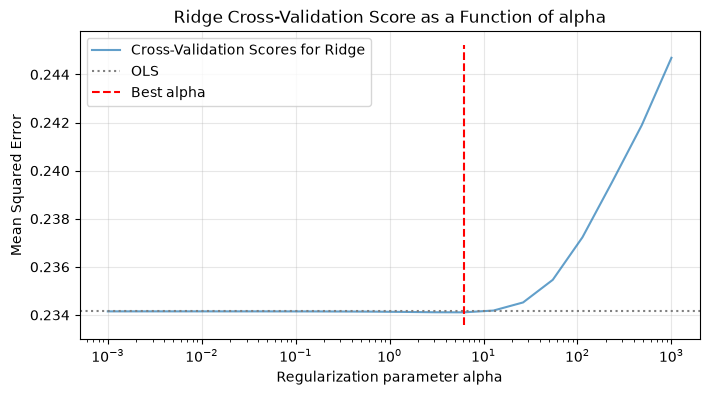 Ridge Cross-Validation Score as a Function of alpha
Cross-Validation Scores for Ridge
OLS
Best alpha
Mean Squared Error
0.244
0.242
0.240
0.238
0.236
0.234
10⁻³
10⁻²
10⁻¹
10⁰
10¹
10²
10³
Regularization parameter alpha